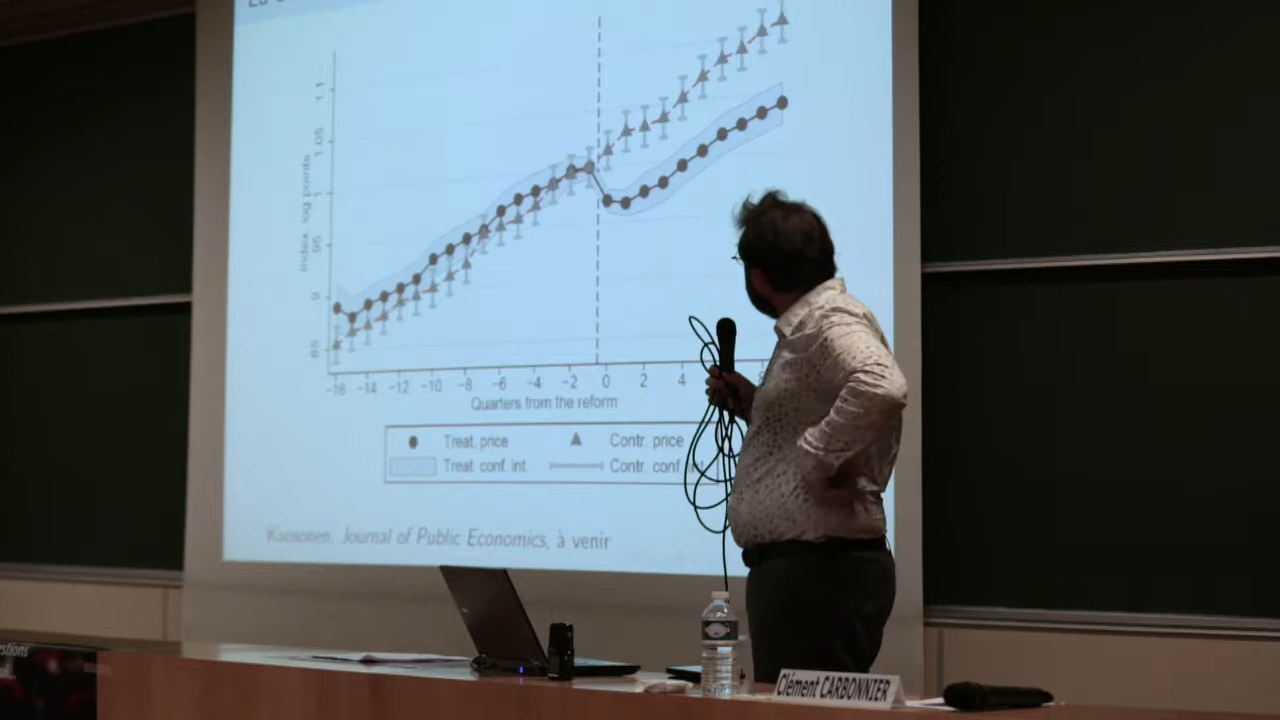 1.1
1.05
1
.95
.9
.85
Index, log points
-16 -14 -12 -10 -8 -6 -4 -2 0 2 4
Quarters from the reform
Treat. price Contr. price
Treat. conf. int. Contr. conf.
Kuosonen. Journal of Public Economics, à venir
Clément CARBONNIER